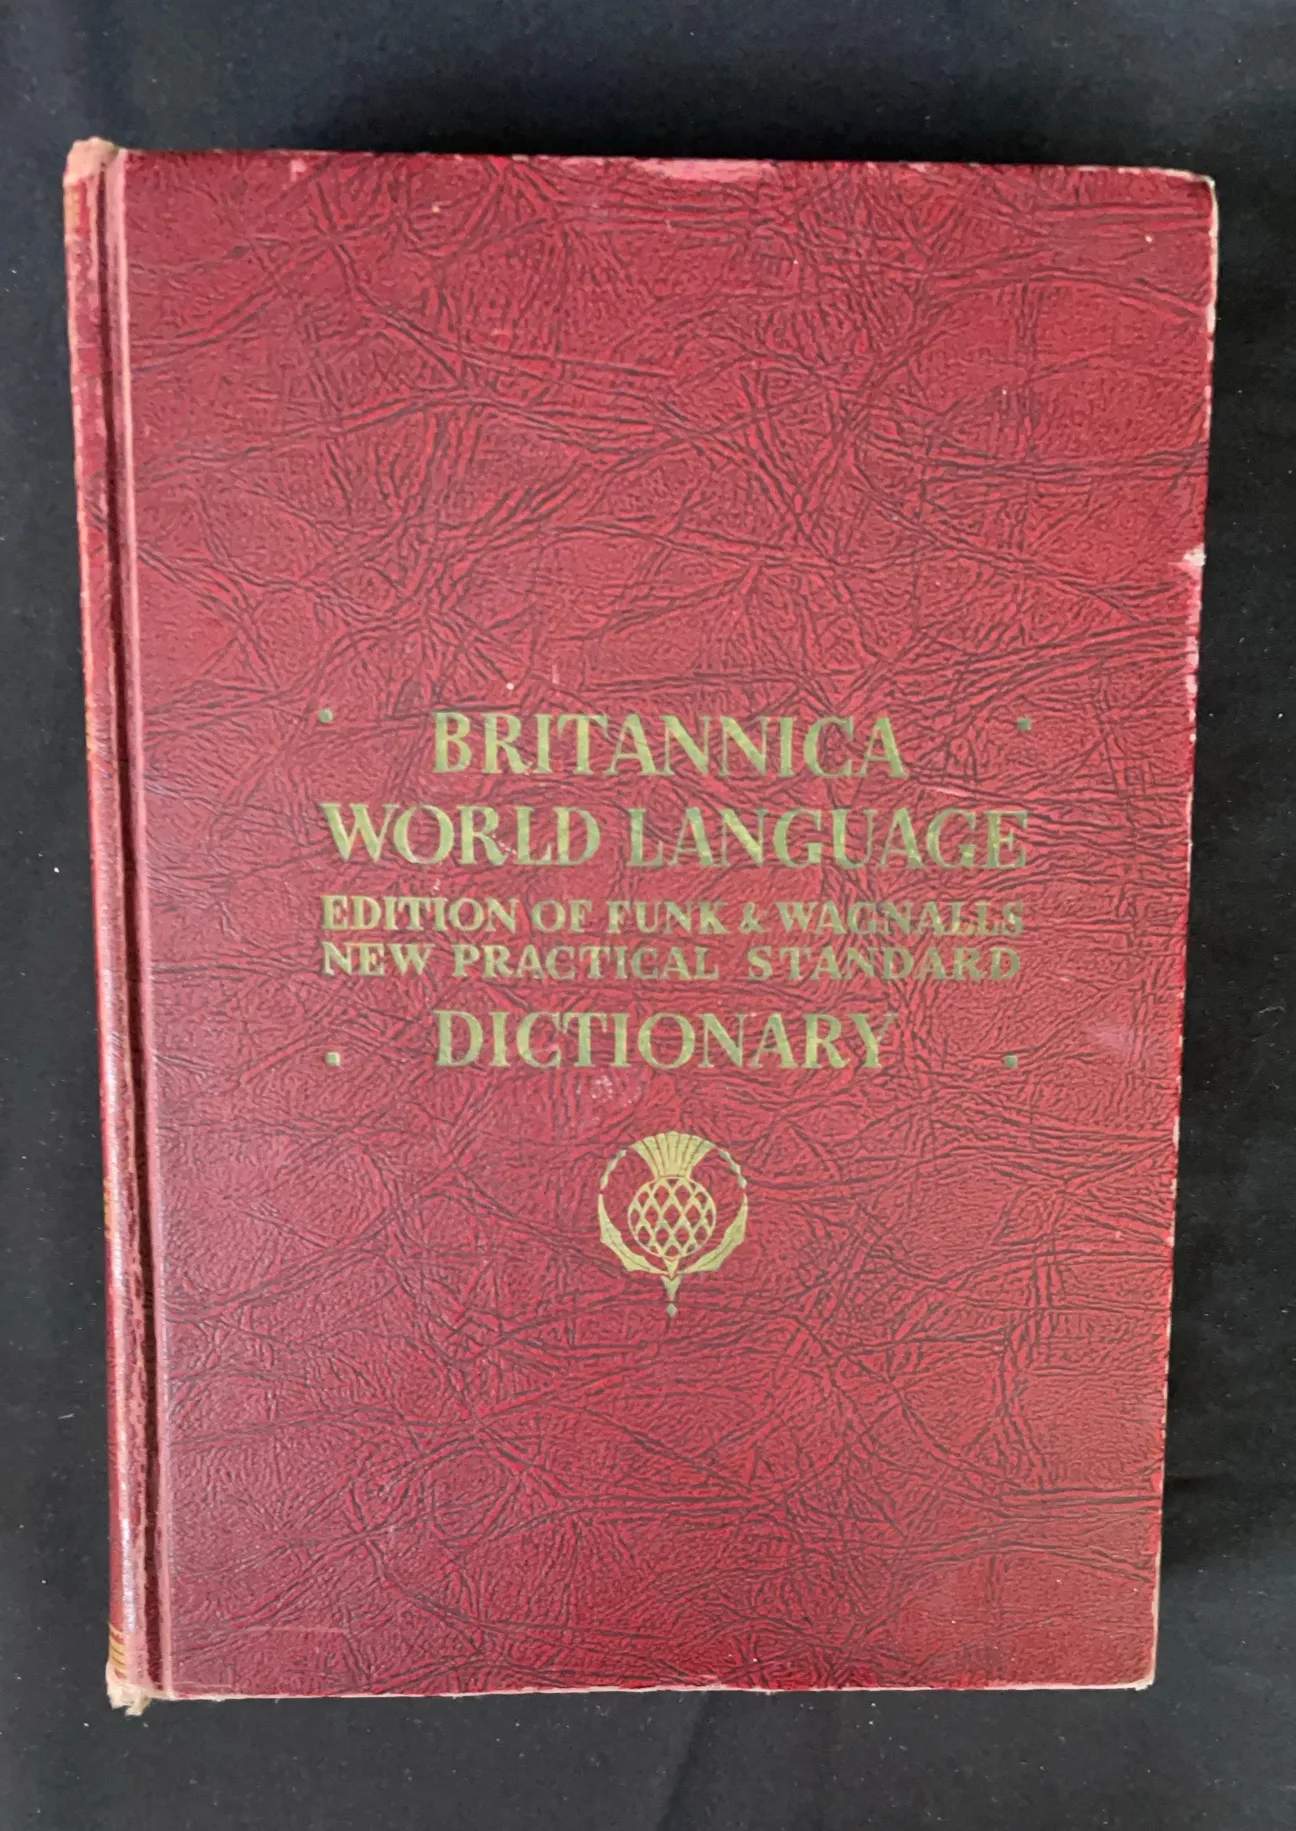 BRITANNICA
WORLD LANGUAGE
EDITION OF FUNK & WAGNALLS
NEW PRACTICAL STANDARD
DICTIONARY